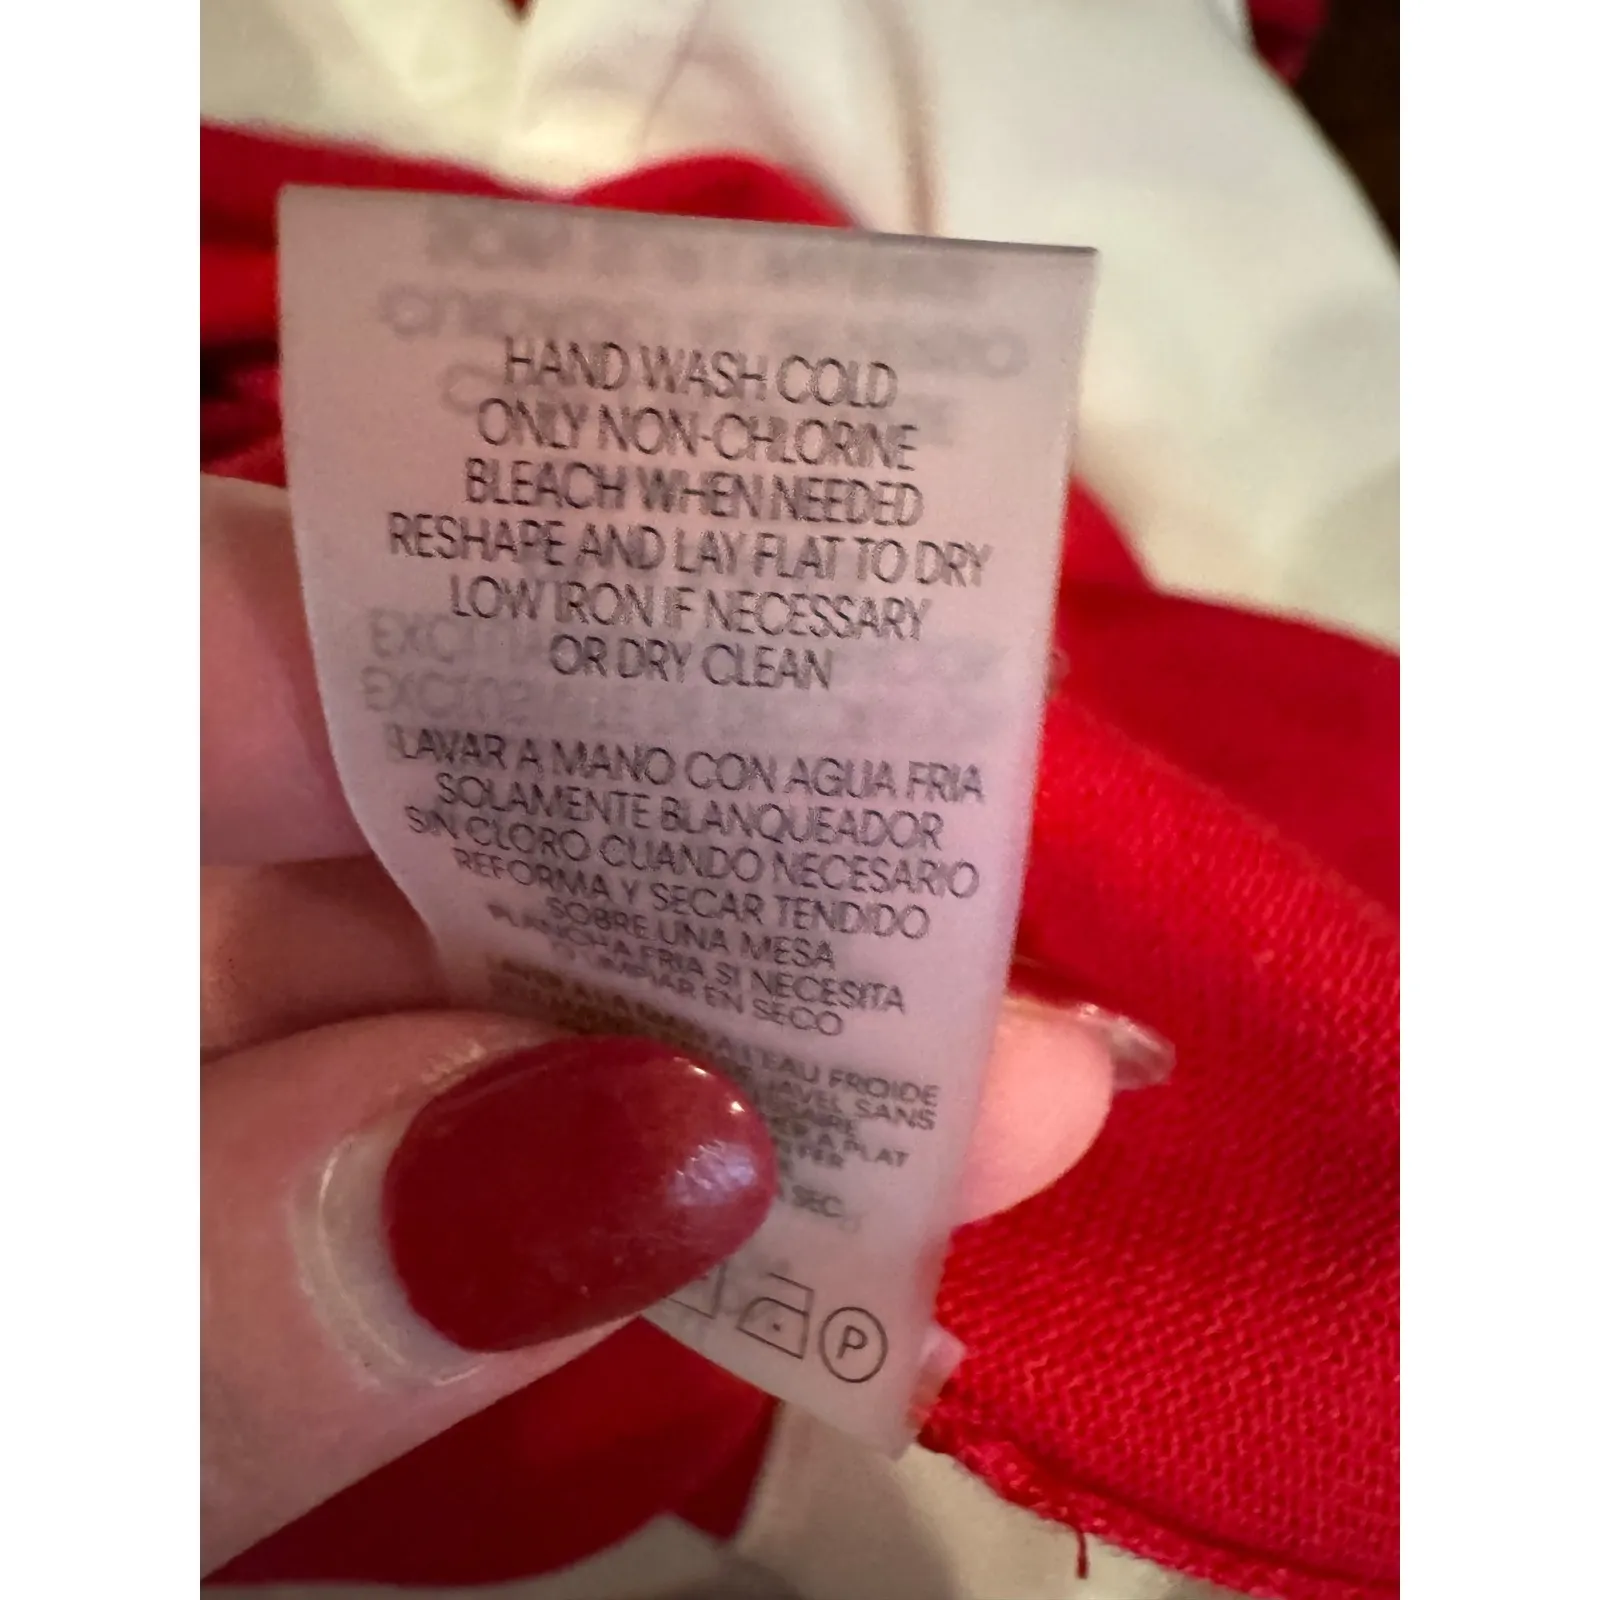 HAND WASH COLD
ONLY NON-CHLORINE
BLEACH WHEN NEEDED
RESHAPE AND LAY FLAT TO DRY
LOW IRON IF NECESSARY
OR DRY CLEAN
LAVAR A MANO CON AGUA FRIA
SOLAMENTE BLANQUEADOR
SIN CLORO CUANDO NECESARIO
REFORMA Y SECAR TENDIDO
SOBRE UNA MESA
PLANCHA FRIA SI NECESITA
LIMPIAR EN SECO
L'EAU FROIDE
JAVEL SANS
A PLAT
SEC
P